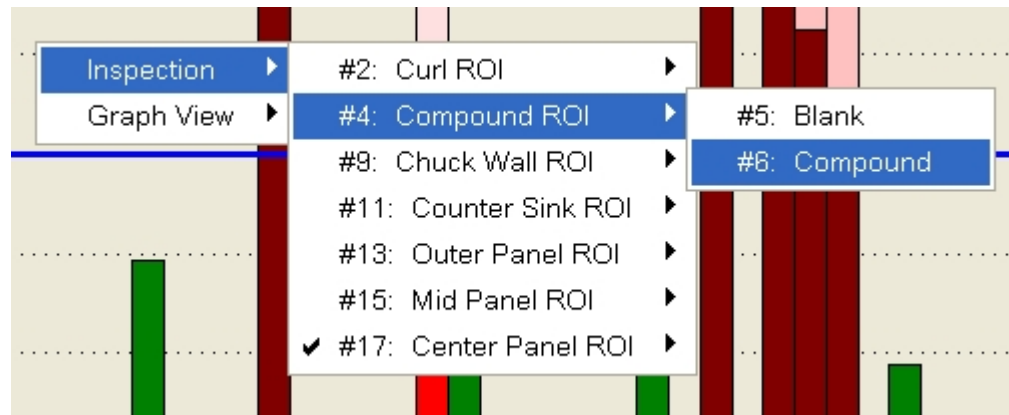 Inspection
Graph View
#2: Curl ROI
#4: Compound ROI
#9: Chuck Wall ROI
#11: Counter Sink ROI
#13: Outer Panel ROI
#15: Mid Panel ROI
#17: Center Panel ROI
#5: Blank
#6: Compound